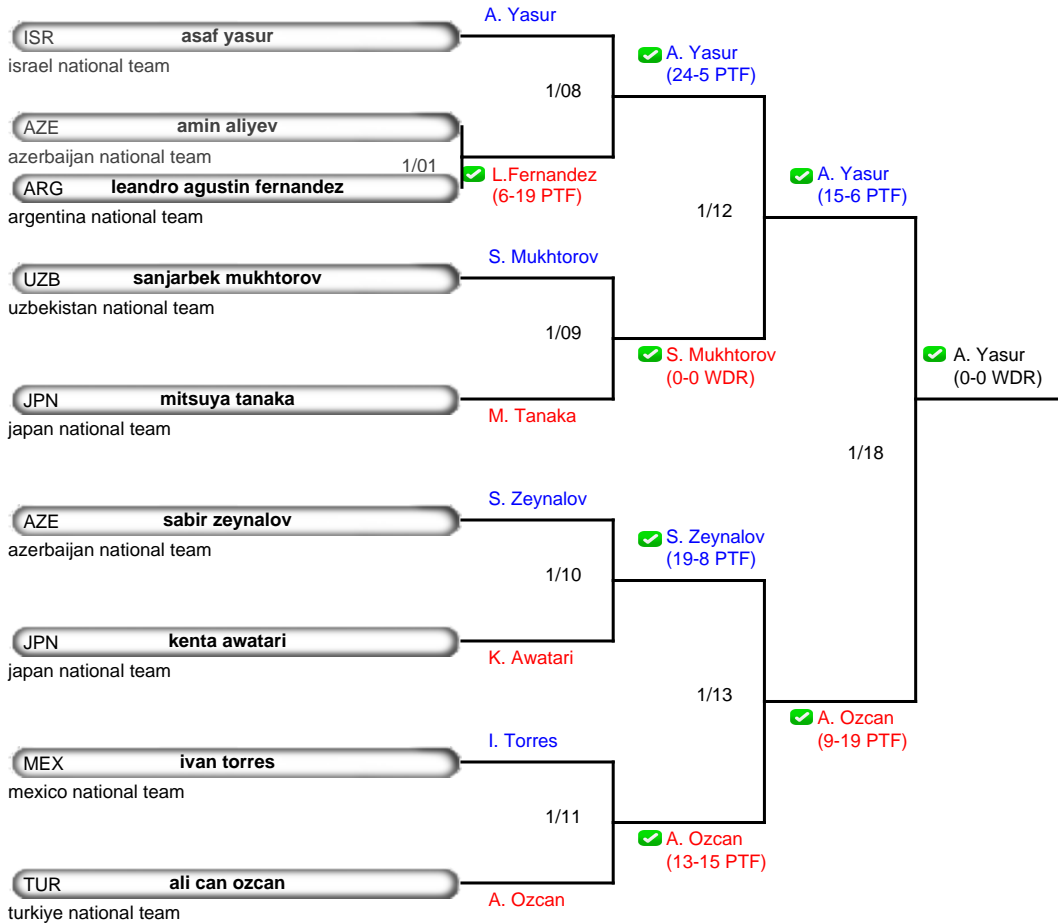 A. Yasur
ISR asaf yasur
israel national team
A. Yasur
(24-5 PTF)
1/08
AZE amin aliyev
azerbaijan national team
1/01
L.Fernandez
(6-19 PTF)
ARG leandro agustin fernandez
argentina national team
A. Yasur
(15-6 PTF)
1/12
S. Mukhtorov
UZB sanjarbek mukhtorov
uzbekistan national team
1/09
S. Mukhtorov
(0-0 WDR)
A. Yasur
(0-0 WDR)
JPN mitsuya tanaka
japan national team
M. Tanaka
1/18
S. Zeynalov
AZE sabir zeynalov
azerbaijan national team
S. Zeynalov
(19-8 PTF)
1/10
JPN kenta awatari
japan national team
K. Awatari
1/13
A. Ozcan
(9-19 PTF)
I. Torres
MEX ivan torres
mexico national team
1/11
A. Ozcan
(13-15 PTF)
TUR ali can ozcan
turkiye national team
A. Ozcan